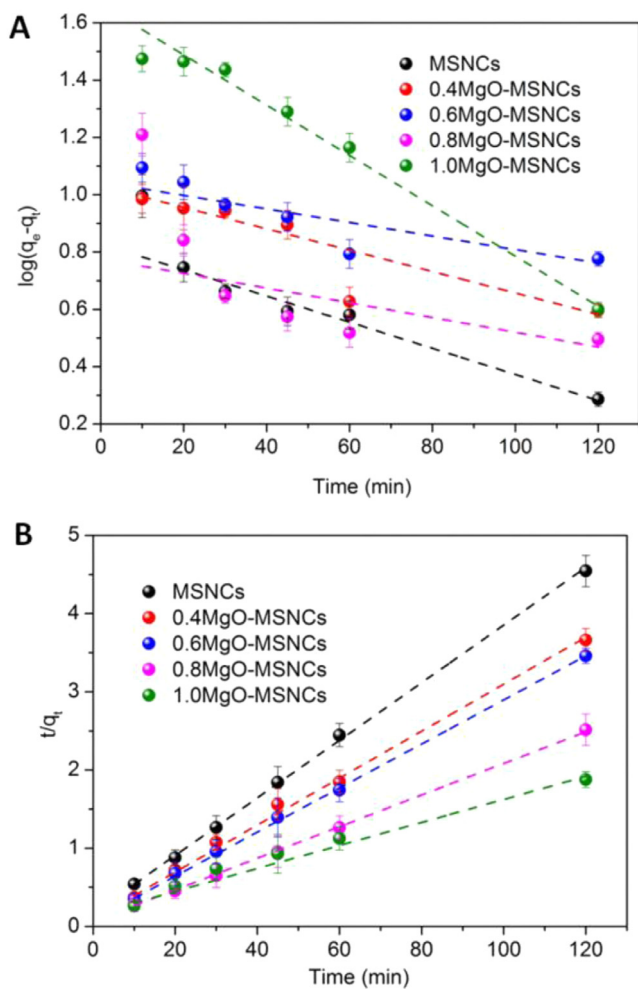 A
1.6
1.4
1.2
1.0
0.8
0.6
0.4
0.2
log(qe-qt)
MSNCs
0.4MgO-MSNCs
0.6MgO-MSNCs
0.8MgO-MSNCs
1.0MgO-MSNCs
0 20 40 60 80 100 120
Time (min)
B
5
4
3
2
1
0
t/qt
MSNCs
0.4MgO-MSNCs
0.6MgO-MSNCs
0.8MgO-MSNCs
1.0MgO-MSNCs
0 20 40 60 80 100 120
Time (min)